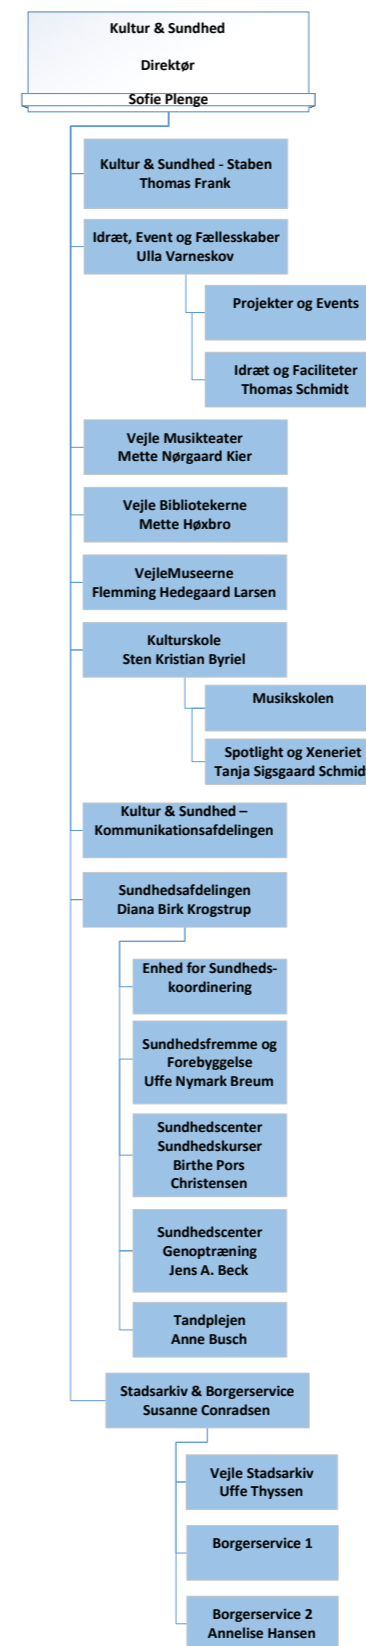 Kultur & Sundhed
Direktør
Sofie Plenge
Kultur & Sundhed - Staben
Thomas Frank
Idræt, Event og Fællesskaber
Ulla Varneskov
Projekter og Events
Idræt og Faciliteter
Thomas Schmidt
Vejle Musikteater
Mette Nørgaard Kier
Vejle Bibliotekerne
Mette Høxbro
VejleMuseerne
Flemming Hedegaard Larsen
Kulturskole
Sten Kristian Byriel
Musikskolen
Spotlight og Xeneriet
Tanja Sigsgaard Schmid
Kultur & Sundhed –
Kommunikationsafdelingen
Sundhedsafdelingen
Diana Birk Krogstrup
Enhed for Sundheds-
koordinering
Sundhedsfremme og
Forebyggelse
Uffe Nymark Breum
Sundhedscenter
Sundhedskurser
Birthe Pors
Christensen
Sundhedscenter
Genoptræning
Jens A. Beck
Tandplejen
Anne Busch
Stadsarkiv & Borgerservice
Susanne Conradsen
Vejle Stadsarkiv
Uffe Thyssen
Borgerservice 1
Borgerservice 2
Annelise Hansen